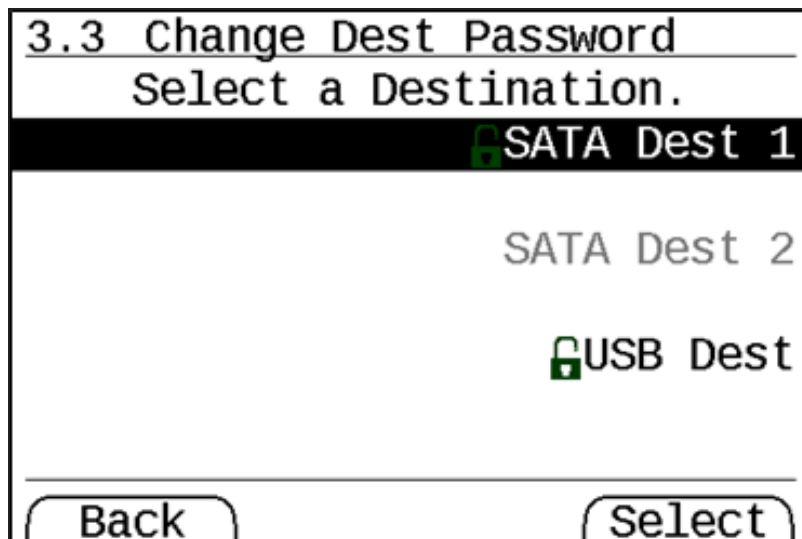 3.3 Change Dest Password
Select a Destination.
SATA Dest 1
SATA Dest 2
USB Dest
Back Select